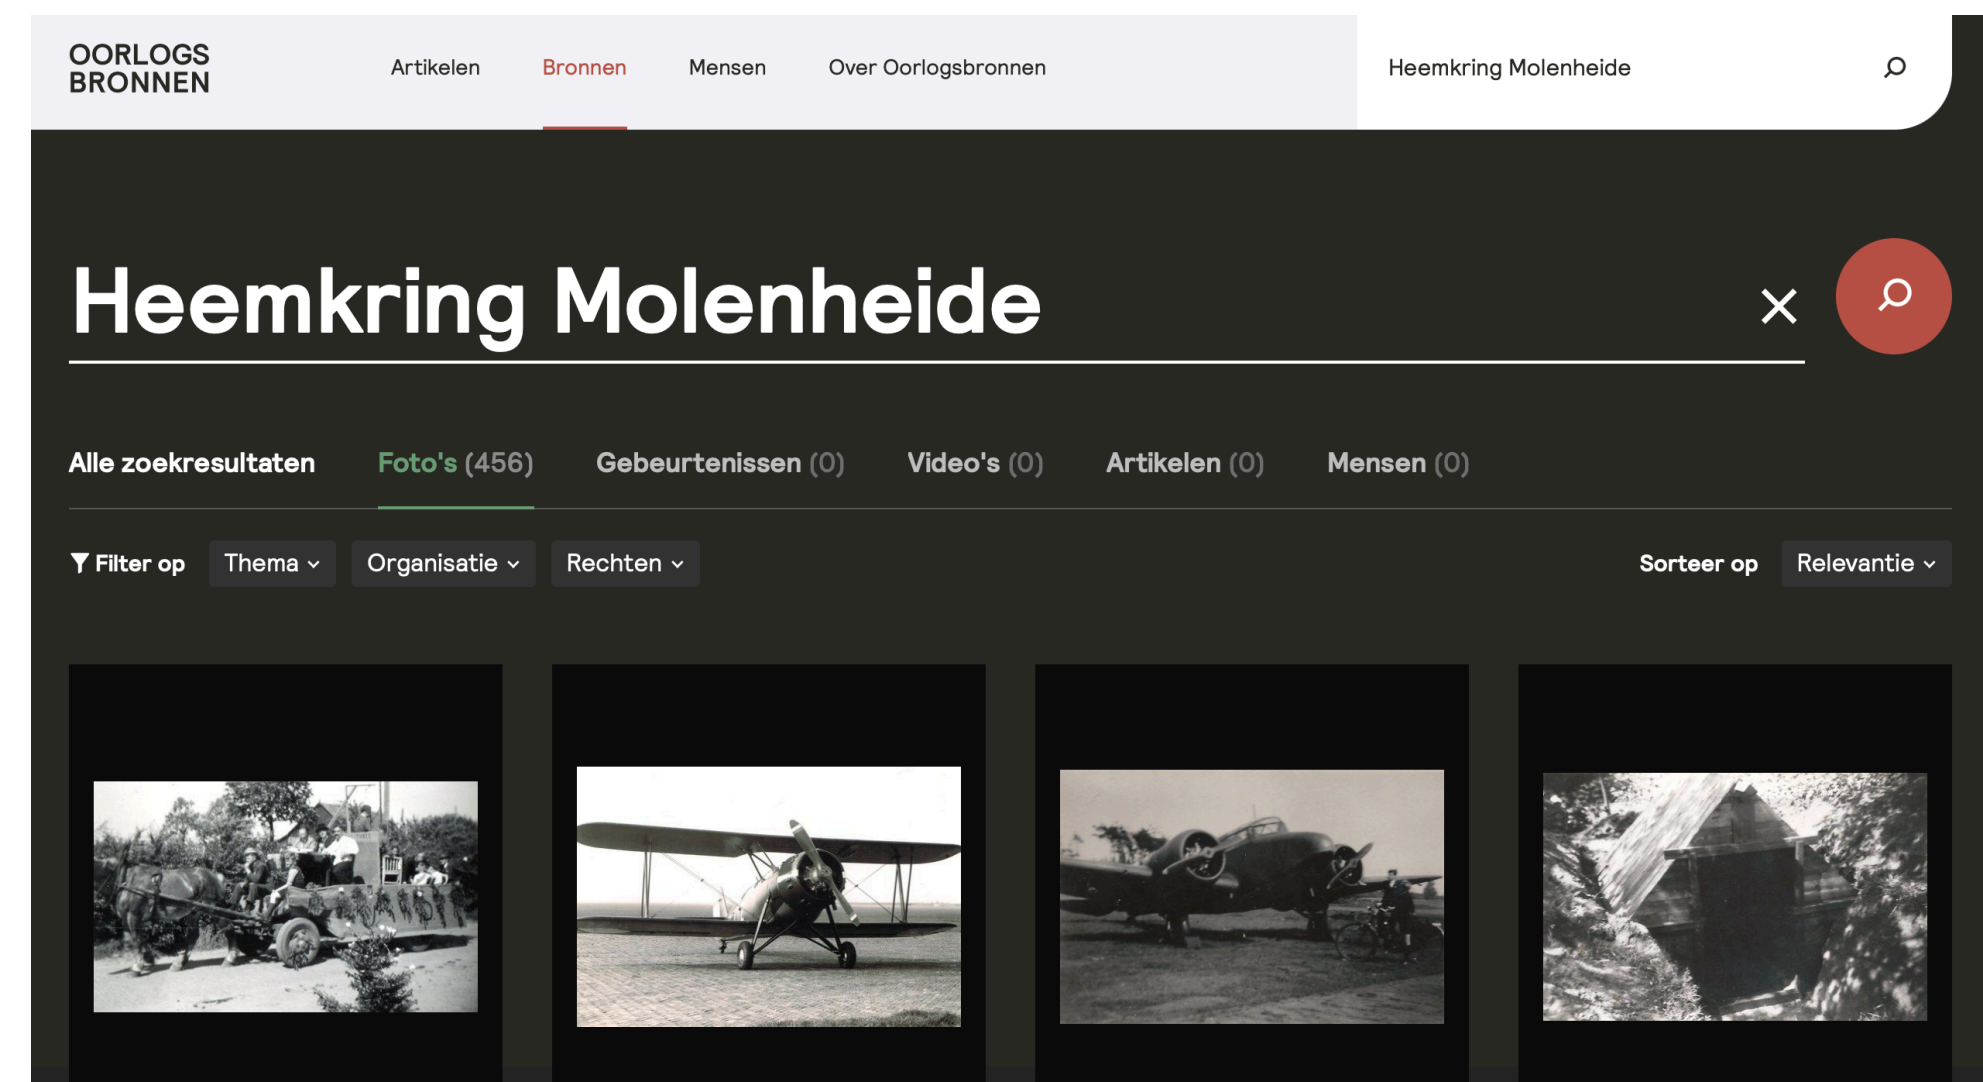 OORLOGS
BRONNEN
Artikelen Bronnen Mensen Over Oorlogsbronnen Heemkring Molenheide
Heemkring Molenheide
Alle zoekresultaten Foto's (456) Gebeurtenissen (0) Video's (0) Artikelen (0) Mensen (0)
Filter op Thema Organisatie Rechten Sorteer op Relevantie